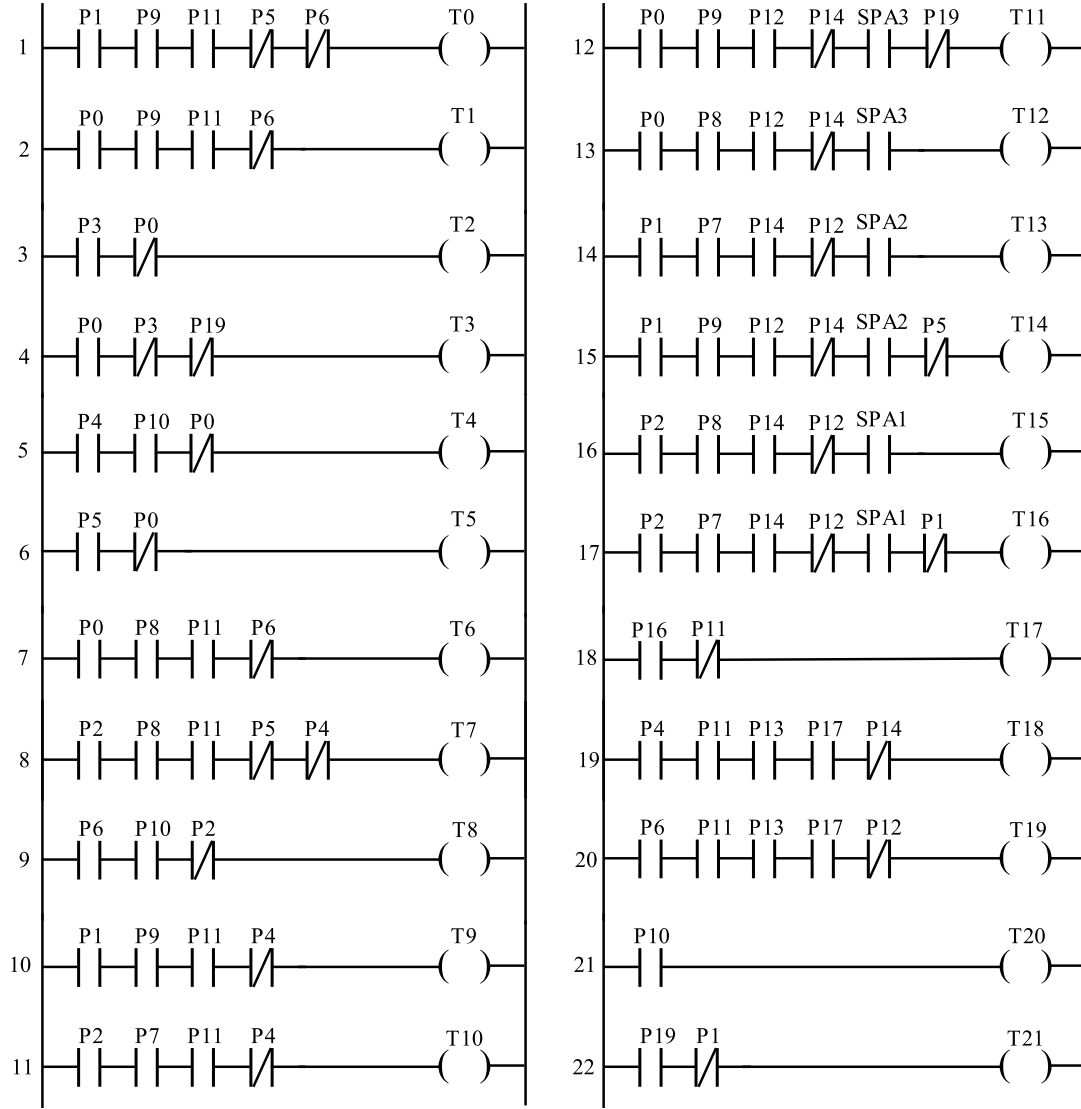 P1 P9 P11 P5 P6 T0
1
P0 P9 P11 P6 T1
2
P3 P0 T2
3
P0 P3 P19 T3
4
P4 P10 P0 T4
5
P5 P0 T5
6
P0 P8 P11 P6 T6
7
P2 P8 P11 P5 P4 T7
8
P6 P10 P2 T8
9
P1 P9 P11 P4 T9
10
P2 P7 P11 P4 T10
11
P0 P9 P12 P14 SPA3 P19 T11
12
P0 P8 P12 P14 SPA3 T12
13
P1 P7 P14 P12 SPA2 T13
14
P1 P9 P12 P14 SPA2 P5 T14
15
P2 P8 P14 P12 SPA1 T15
16
P2 P7 P14 P12 SPA1 P1 T16
17
P16 P11 T17
18
P4 P11 P13 P17 P14 T18
19
P6 P11 P13 P17 P12 T19
20
P10 T20
21
P19 P1 T21
22